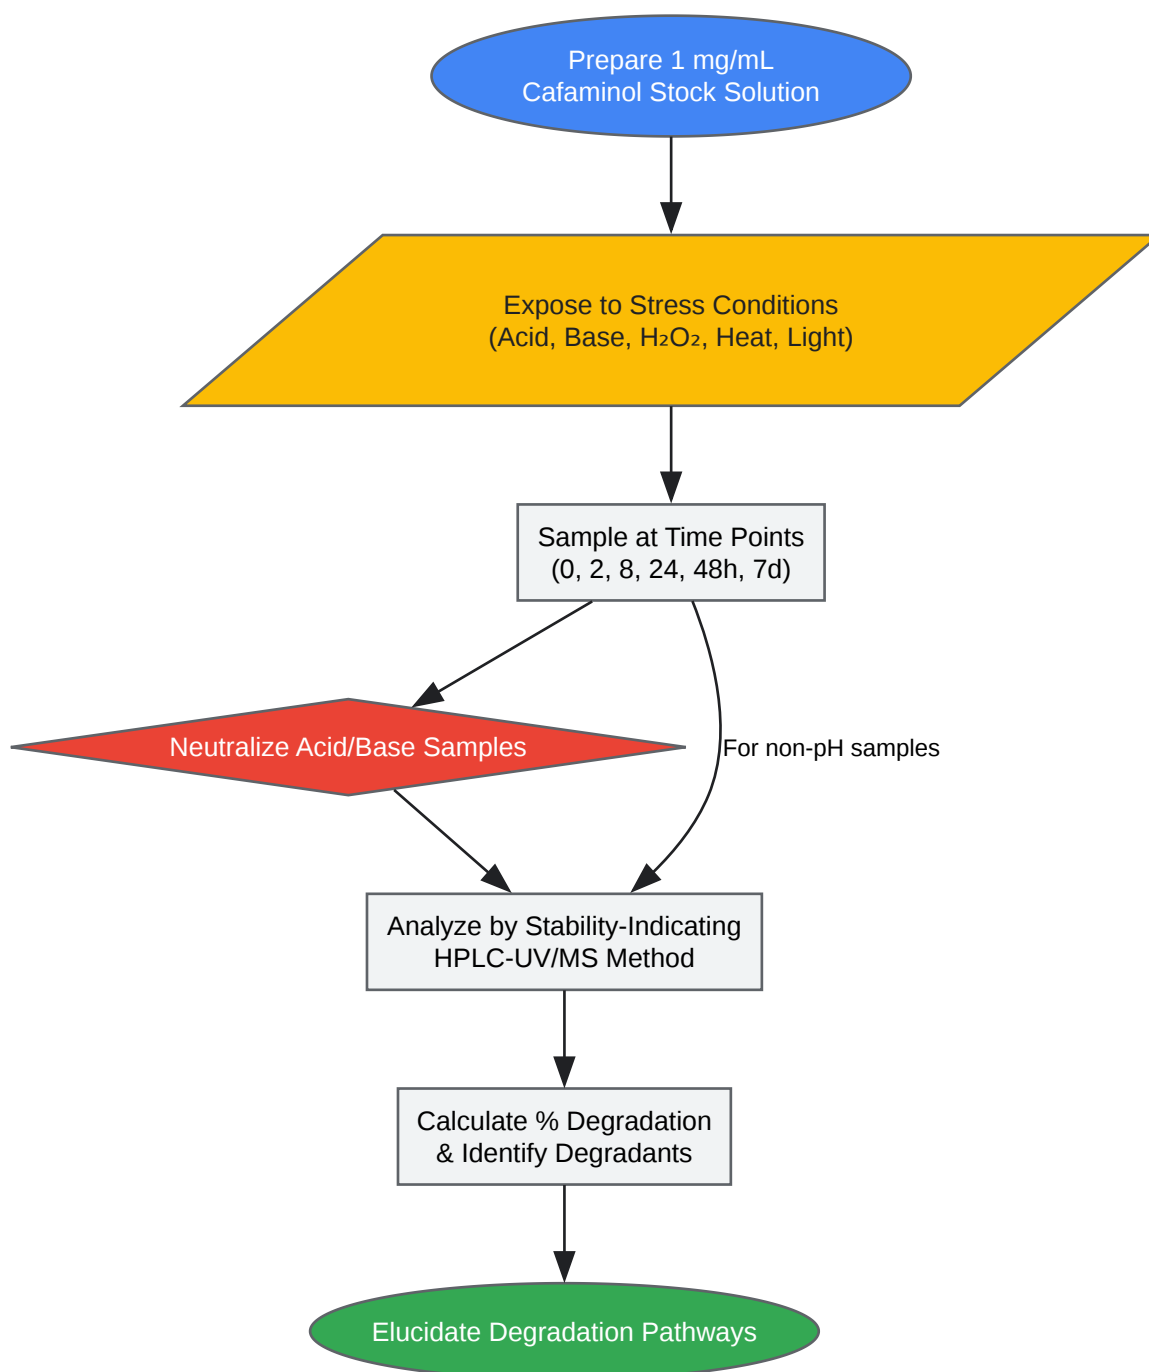 Prepare 1 mg/mL
Cafaminol Stock Solution
Expose to Stress Conditions
(Acid, Base, H₂O₂, Heat, Light)
Sample at Time Points
(0, 2, 8, 24, 48h, 7d)
Neutralize Acid/Base Samples
For non-pH samples
Analyze by Stability-Indicating
HPLC-UV/MS Method
Calculate % Degradation
& Identify Degradants
Elucidate Degradation Pathways